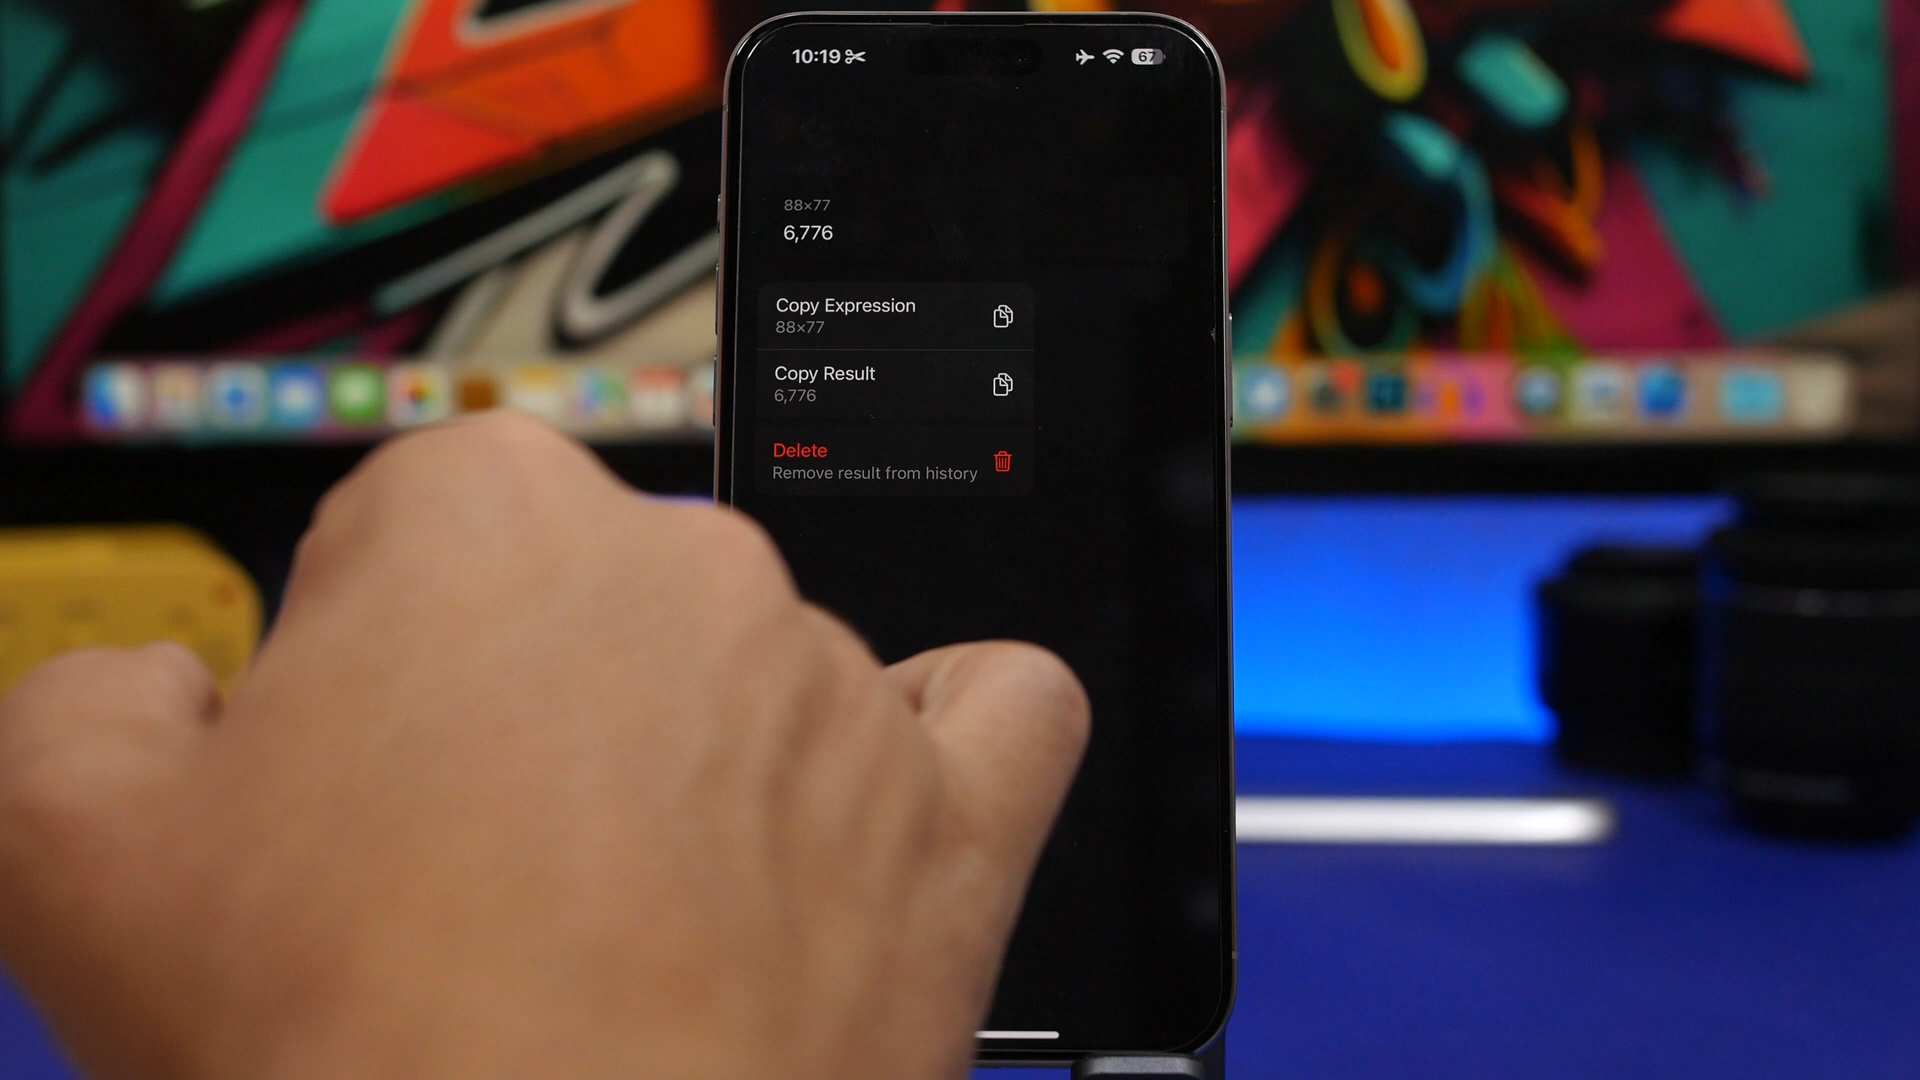 10:19
67
88×77
6,776
Copy Expression
88×77
Copy Result
6,776
Delete
Remove result from history